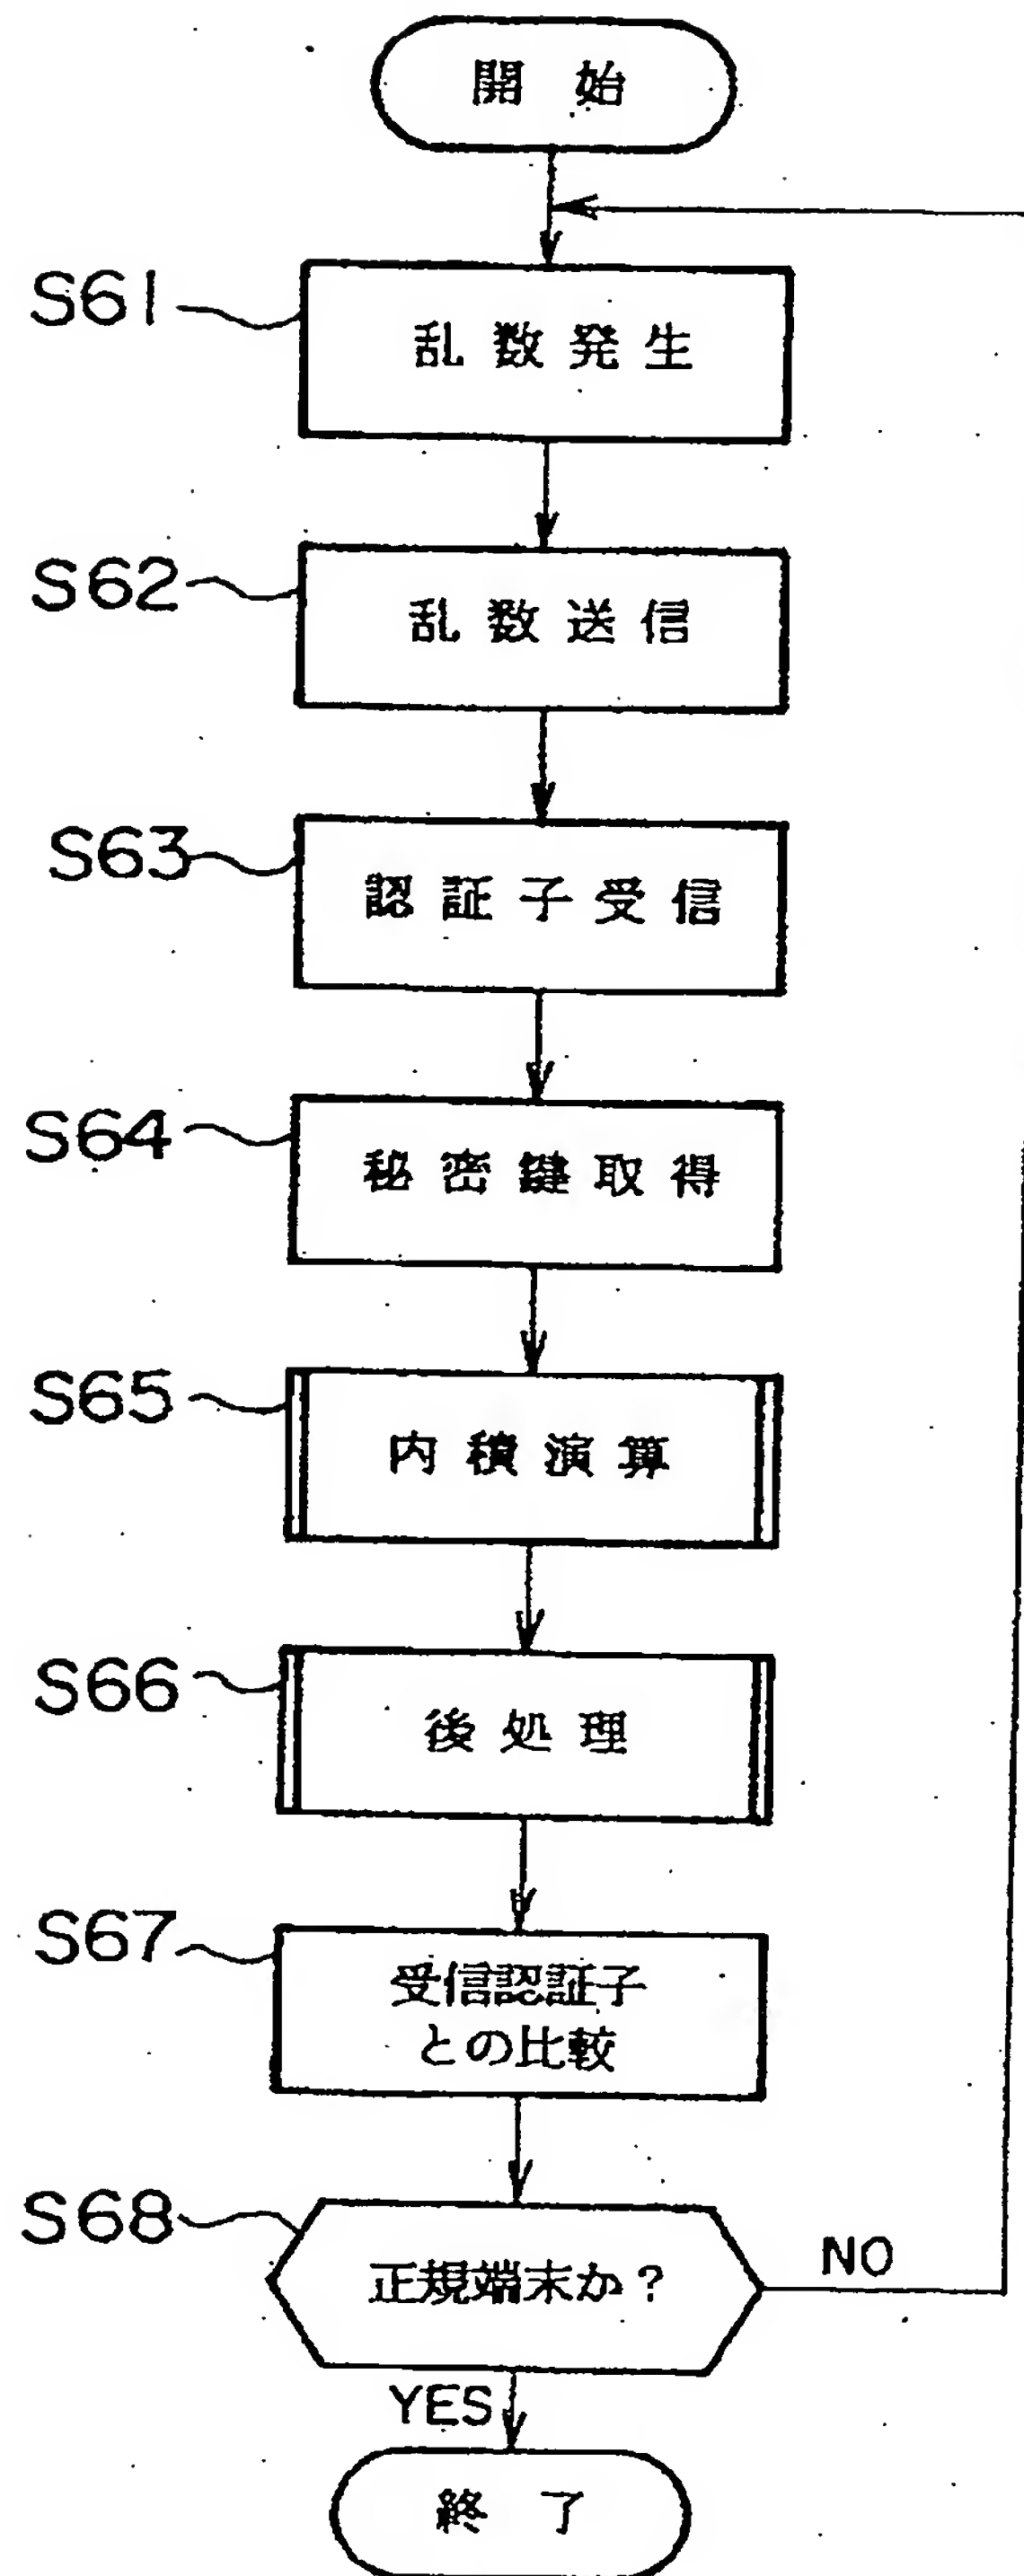 開始
S61
乱数発生
S62
乱数送信
S63
認証子受信
S64
秘密鍵取得
S65
内積演算
S66
後処理
S67
受信認証子
との比較
S68
正規端末か？
NO
YES
終了